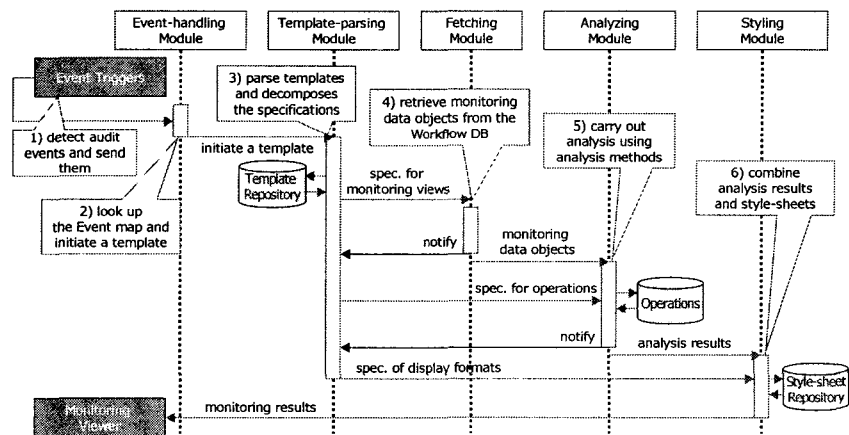 Event-handling
Module
Template-parsing
Module
Fetching
Module
Analyzing
Module
Styling
Module
Event Triggers
1) detect audit
events and send
them
2) look up
the Event map and
initiate a template
initiate a template
3) parse templates
and decomposes
the specifications
Template
Repository
spec. for
monitoring views
4) retrieve monitoring
data objects from the
Workflow DB
notify
monitoring
data objects
5) carry out
analysis using
analysis methods
spec. for operations
Operations
notify
analysis results
6) combine
analysis results
and style-sheets
spec. of display formats
Style-sheet
Repository
monitoring results
Monitoring
Viewer